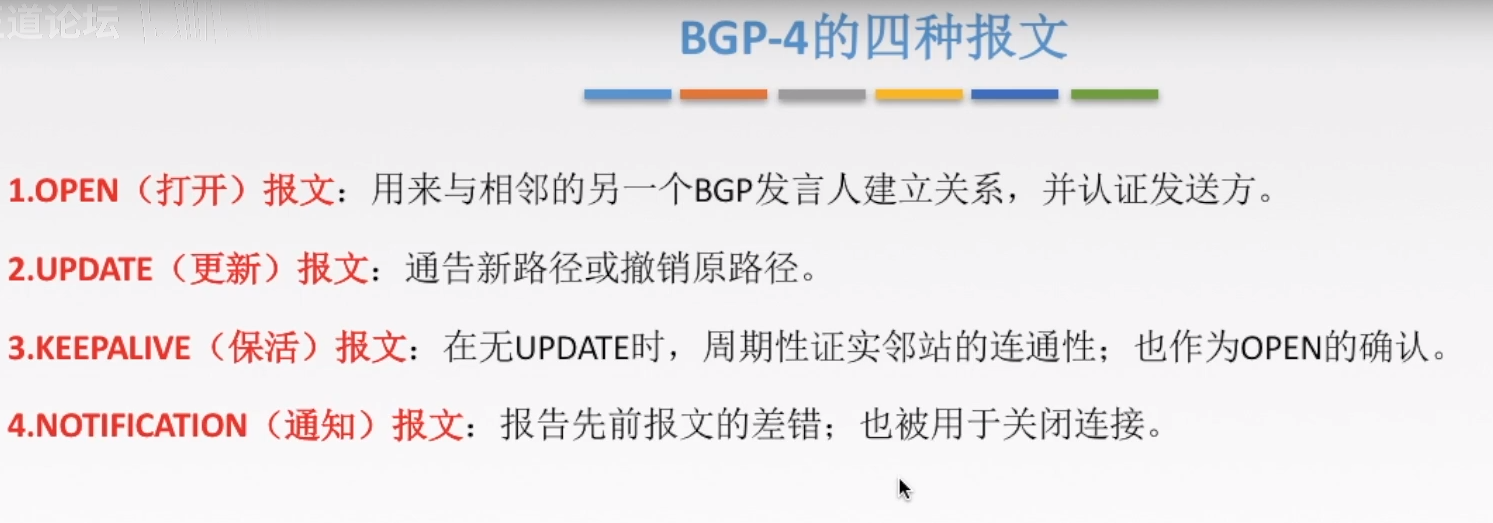 道论坛
BGP-4的四种报文
1.OPEN（打开）报文：用来与相邻的另一个BGP发言人建立关系，并认证发送方。
2.UPDATE（更新）报文：通告新路径或撤销原路径。
3.KEEPALIVE（保活）报文：在无UPDATE时，周期性证实邻站的连通性；也作为OPEN的确认。
4.NOTIFICATION（通知）报文：报告先前报文的差错；也被用于关闭连接。